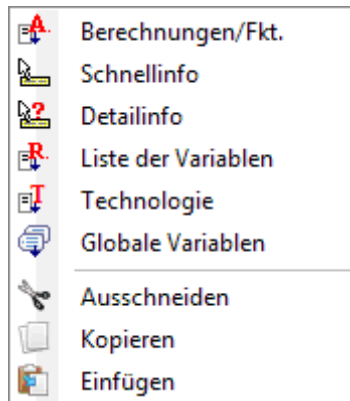 Berechnungen/Fkt.
Schnellinfo
Detailinfo
Liste der Variablen
Technologie
Globale Variablen
Ausschneiden
Kopieren
Einfügen